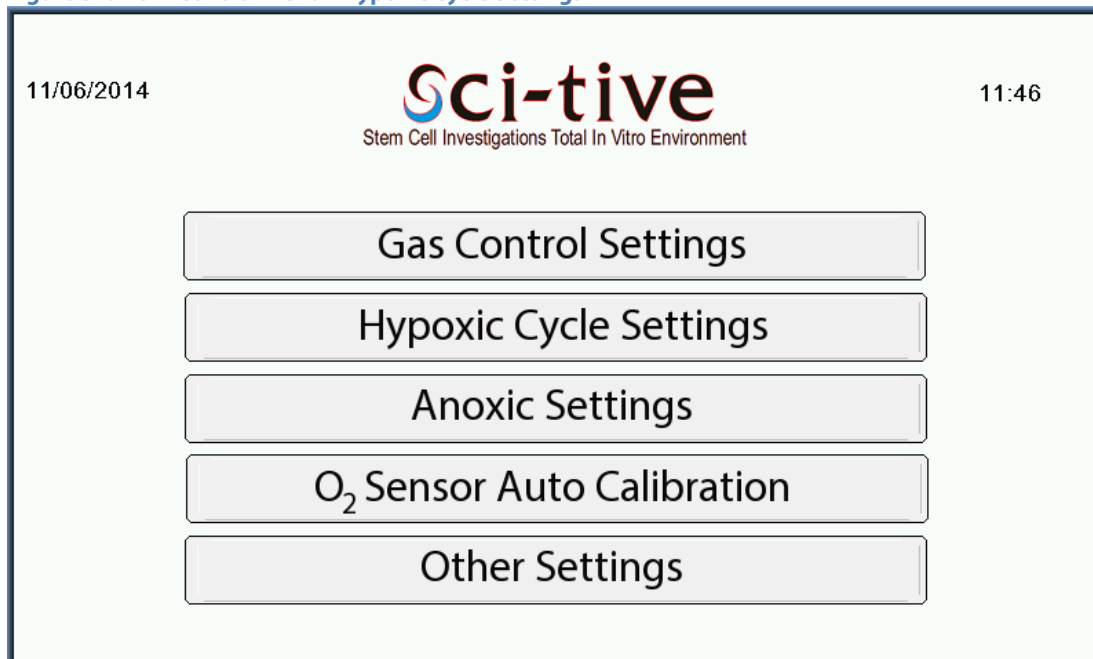 11/06/2014
Sci-tive
11:46
Stem Cell Investigations Total In Vitro Environment
Gas Control Settings
Hypoxic Cycle Settings
Anoxic Settings
O₂ Sensor Auto Calibration
Other Settings